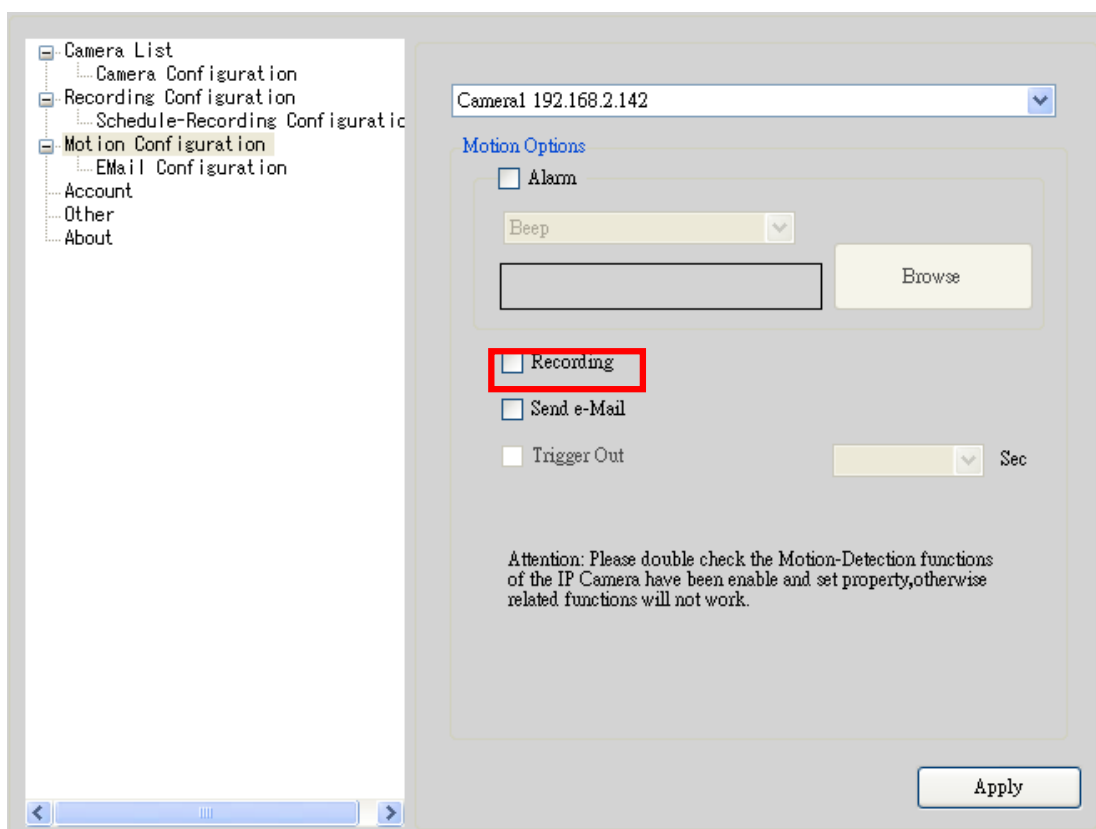 Camera List
Camera Configuration
Recording Configuration
Schedule-Recording Configuratic
Motion Configuration
EMail Configuration
Account
Other
About
Camera1 192.168.2.142
Motion Options
Alarm
Beep
Browse
Recording
Send e-Mail
Trigger Out
Sec
Attention: Please double check the Motion-Detection functions
of the IP Camera have been enable and set property,otherwise
related functions will not work.
Apply